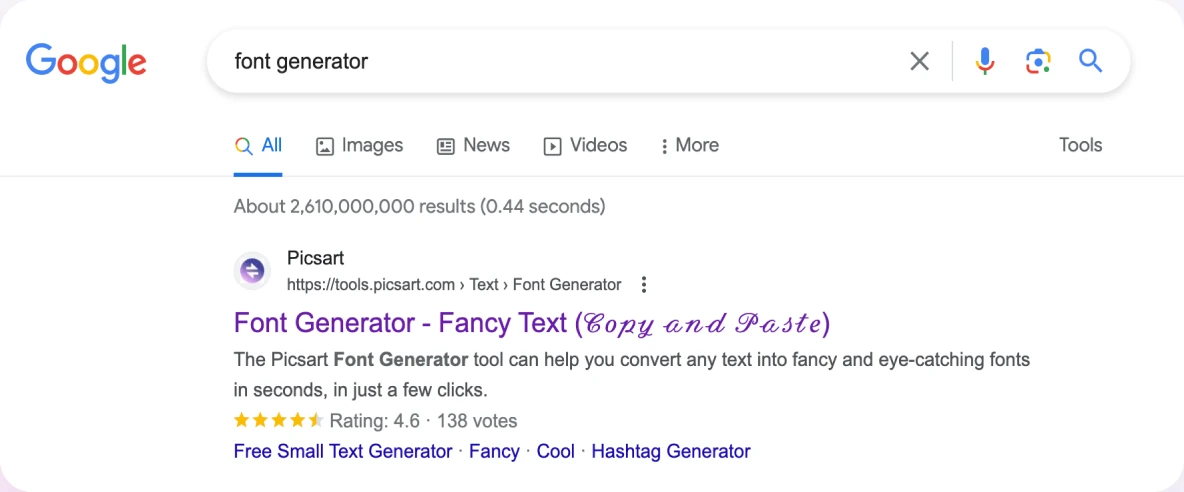 Google
font generator
All Images News Videos More Tools
About 2,610,000,000 results (0.44 seconds)
Picsart
https://tools.picsart.com › Text › Font Generator
Font Generator - Fancy Text (𝒞𝑜𝓅𝓎 𝒶𝓃𝒹 𝒫𝒶𝓈𝓉𝑒)
The Picsart Font Generator tool can help you convert any text into fancy and eye-catching fonts
in seconds, in just a few clicks.
Rating: 4.6 · 138 votes
Free Small Text Generator · Fancy · Cool · Hashtag Generator